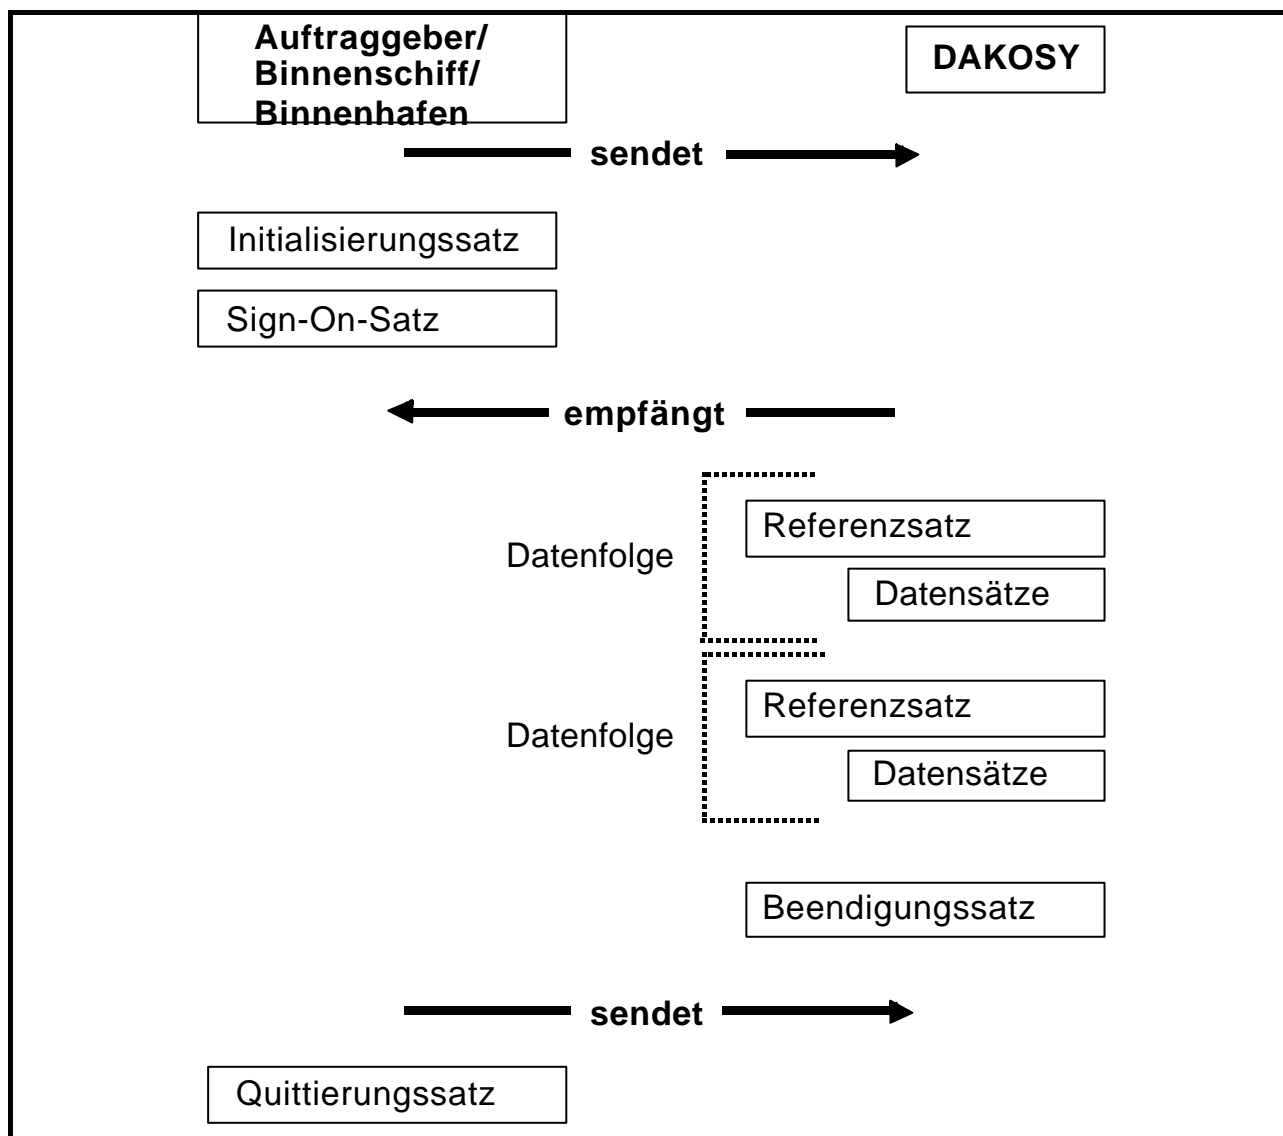 Auftraggeber/
Binnenschiff/
Binnenhafen
DAKOSY
sendet
Initialisierungssatz
Sign-On-Satz
empfängt
Referenzsatz
Datenfolge
Datensätze
Referenzsatz
Datenfolge
Datensätze
Beendigungssatz
sendet
Quittierungssatz